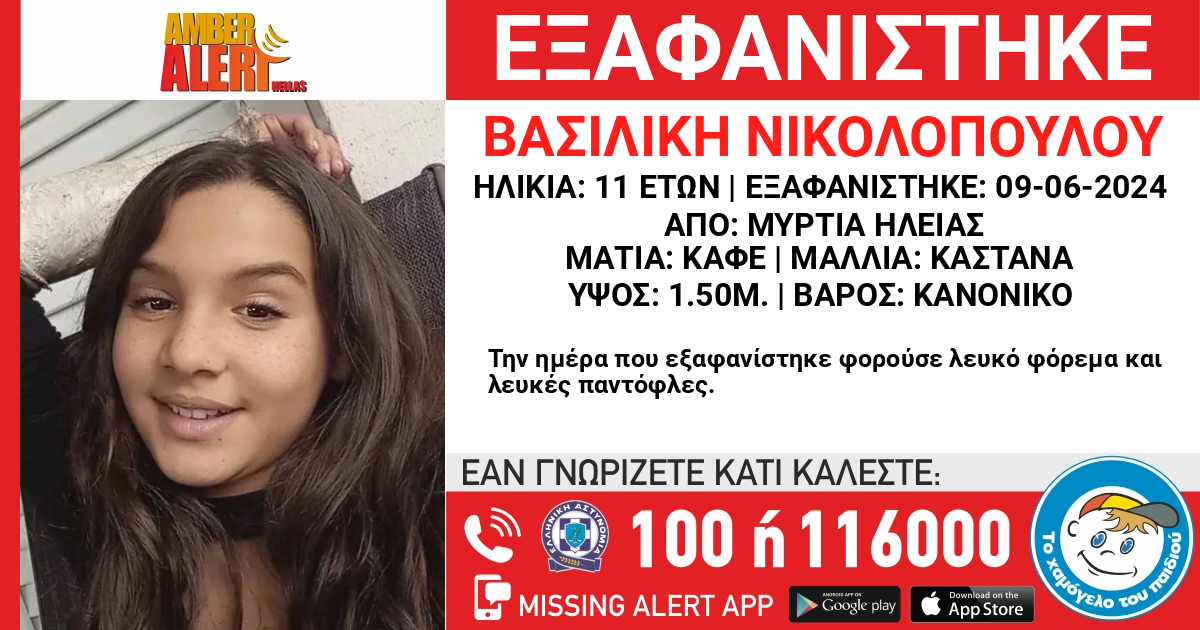 AMBER
ALERT
HELLAS
ΕΞΑΦΑΝΙΣΤΗΚΕ
ΒΑΣΙΛΙΚΗ ΝΙΚΟΛΟΠΟΥΛΟΥ
ΗΛΙΚΙΑ: 11 ΕΤΩΝ | ΕΞΑΦΑΝΙΣΤΗΚΕ: 09-06-2024
ΑΠΟ: ΜΥΡΤΙΑ ΗΛΕΙΑΣ
ΜΑΤΙΑ: ΚΑΦΕ | ΜΑΛΛΙΑ: ΚΑΣΤΑΝΑ
ΥΨΟΣ: 1.50Μ. | ΒΑΡΟΣ: ΚΑΝΟΝΙΚΟ
Την ημέρα που εξαφανίστηκε φορούσε λευκό φόρεμα και
λευκές παντόφλες.
ΕΑΝ ΓΝΩΡΙΖΕΤΕ ΚΑΤΙ ΚΑΛΕΣΤΕ:
ΕΛΛΗΝΙΚΗ ΑΣΤΥΝΟΜΙΑ
100 ή 116000
Το χαμόγελο του παιδιού
MISSING ALERT APP
ANDROID APP ON
Google play
Download on the
App Store